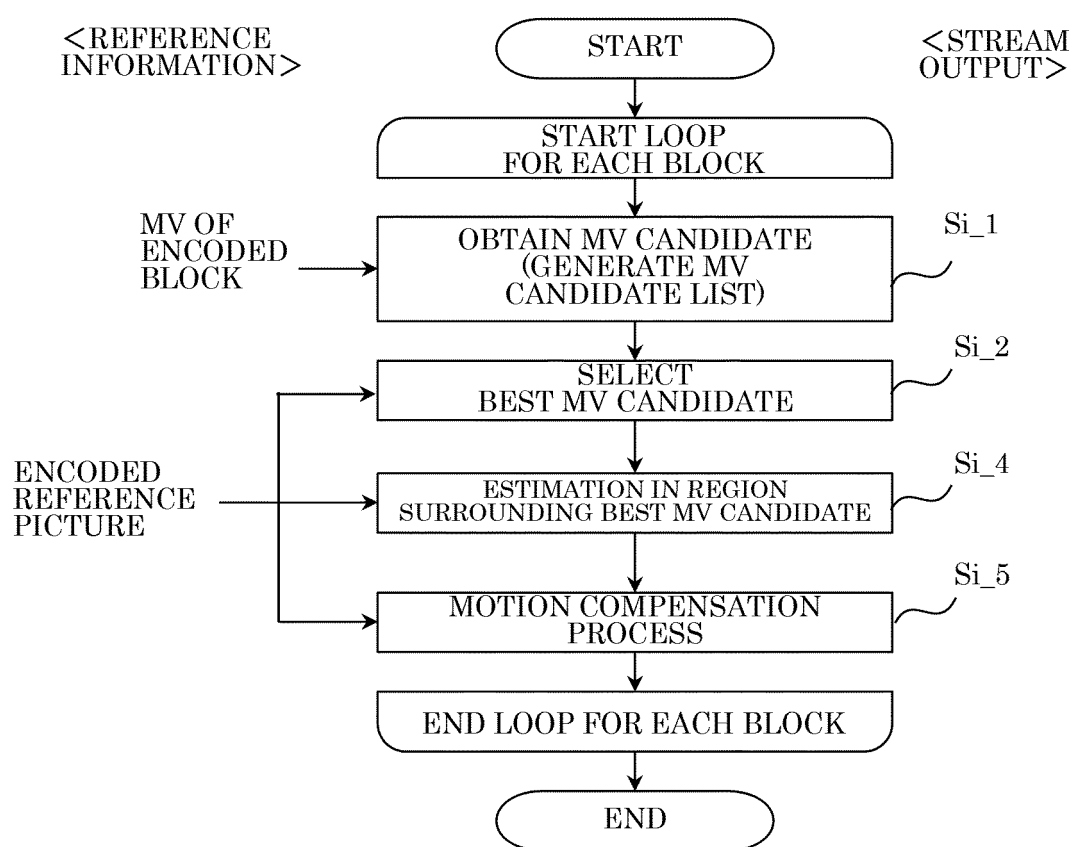 <REFERENCE
INFORMATION>
START
<STREAM
OUTPUT>
START LOOP
FOR EACH BLOCK
MV OF
ENCODED
BLOCK
OBTAIN MV CANDIDATE
(GENERATE MV
CANDIDATE LIST)
Si_1
SELECT
BEST MV CANDIDATE
Si_2
ENCODED
REFERENCE
PICTURE
ESTIMATION IN REGION
SURROUNDING BEST MV CANDIDATE
Si_4
MOTION COMPENSATION
PROCESS
Si_5
END LOOP FOR EACH BLOCK
END